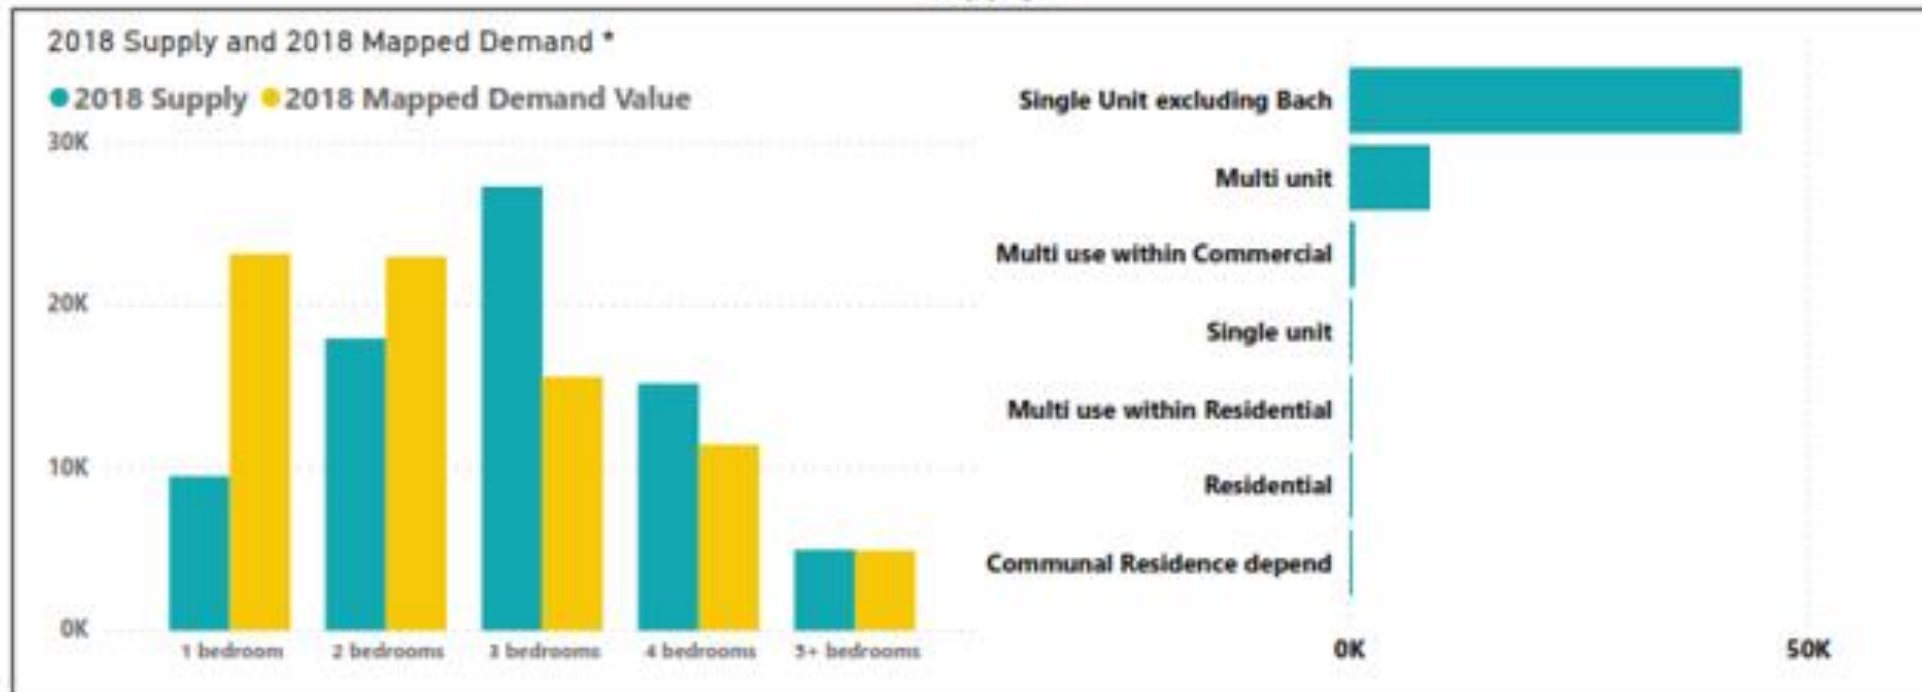 2018 Supply and 2018 Mapped Demand *
2018 Supply 2018 Mapped Demand Value
30K
20K
10K
0K
1 bedroom 2 bedrooms 3 bedrooms 4 bedrooms 5+ bedrooms
Single Unit excluding Bach
Multi unit
Multi use within Commercial
Single unit
Multi use within Residential
Residential
Communal Residence depend
0K 50K